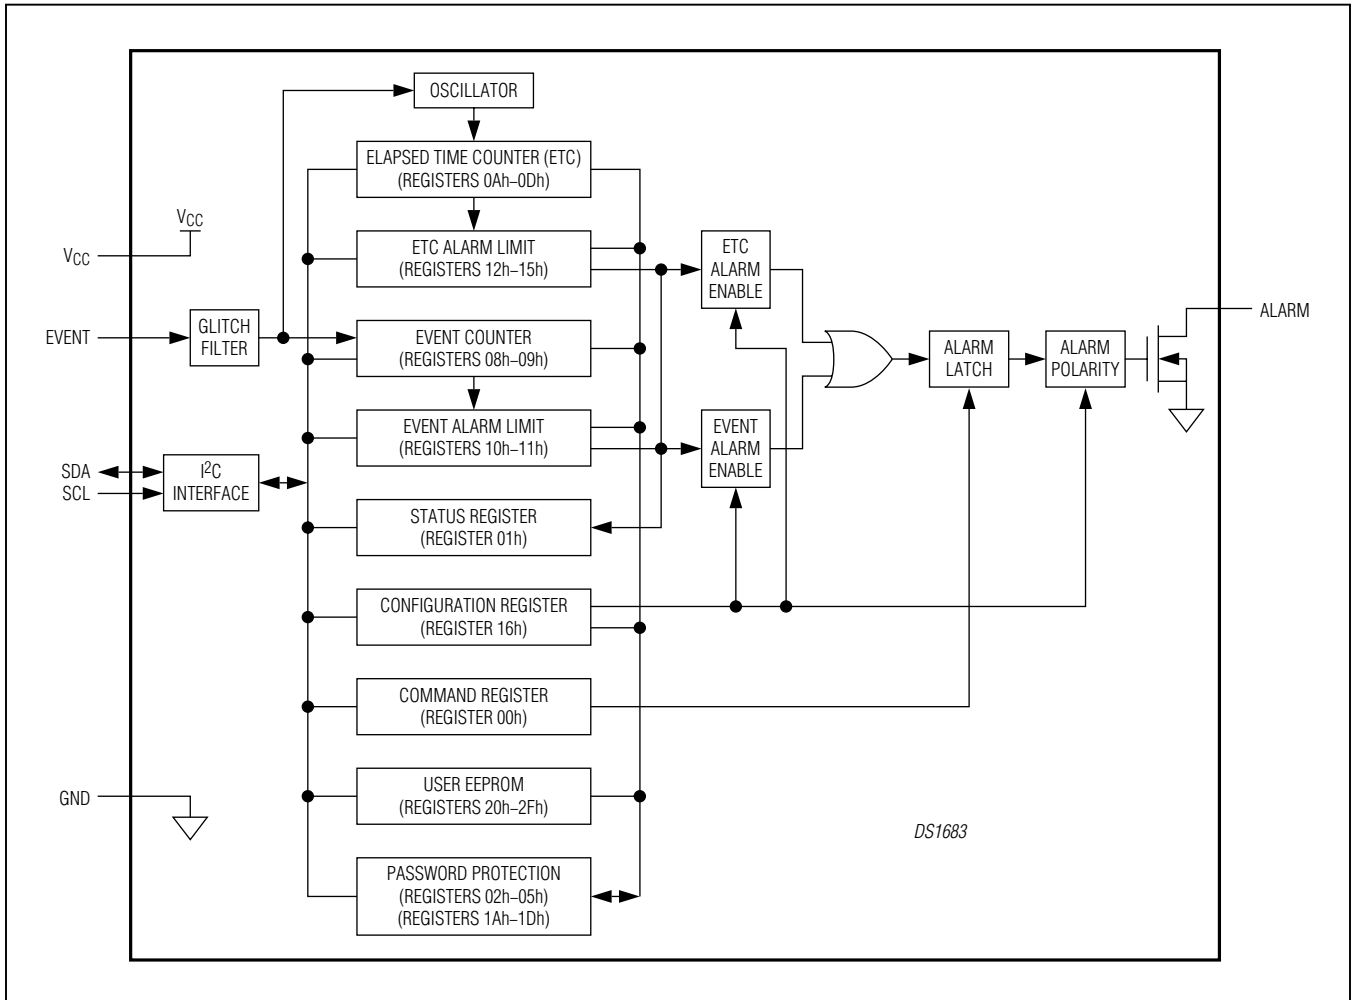 OSCILLATOR
ELAPSED TIME COUNTER (ETC)
(REGISTERS 0Ah–0Dh)
VCC
VCC
ETC ALARM LIMIT
(REGISTERS 12h–15h)
ETC
ALARM
ENABLE
EVENT
GLITCH
FILTER
EVENT COUNTER
(REGISTERS 08h–09h)
ALARM
LATCH
ALARM
POLARITY
ALARM
EVENT ALARM LIMIT
(REGISTERS 10h–11h)
EVENT
ALARM
ENABLE
SDA
SCL
I2C
INTERFACE
STATUS REGISTER
(REGISTER 01h)
CONFIGURATION REGISTER
(REGISTER 16h)
COMMAND REGISTER
(REGISTER 00h)
GND
USER EEPROM
(REGISTERS 20h–2Fh)
DS1683
PASSWORD PROTECTION
(REGISTERS 02h–05h)
(REGISTERS 1Ah–1Dh)